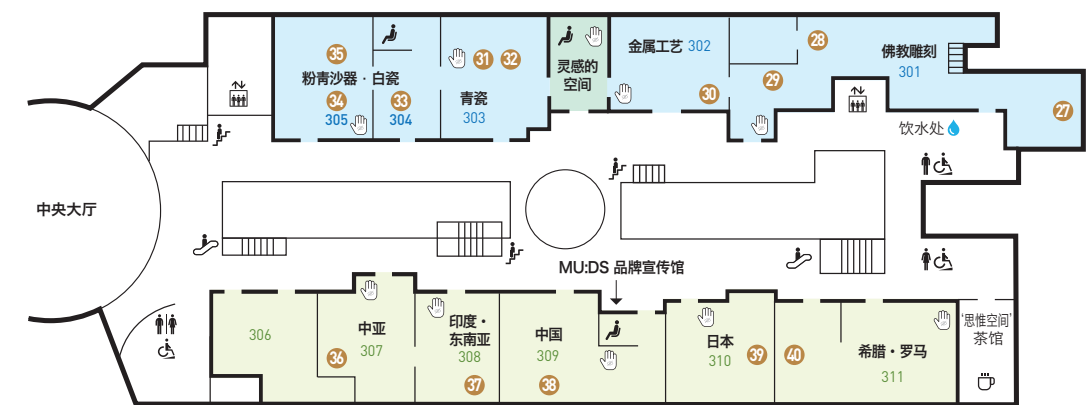 35
粉青沙器·白瓷
34
305
33
304
31
32
青瓷
303
灵感的
空间
金属工艺 302
30
29
28
佛教雕刻
301
27
饮水处
中央大厅
MU:DS 品牌宣传馆
306
36
中亚
307
印度·
东南亚
308
37
中国
309
38
日本
310
39
40
希腊·罗马
311
‘思惟空间’
茶馆